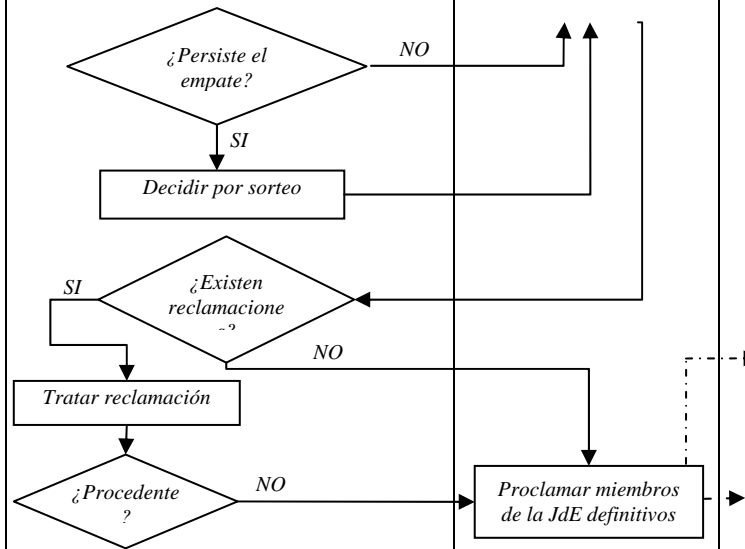 ¿Persiste el
empate?
NO
SI
Decidir por sorteo
¿Existen
reclamacione
SI
NO
Tratar reclamación
¿Procedente
?
NO
Proclamar miembros
de la JdE definitivos